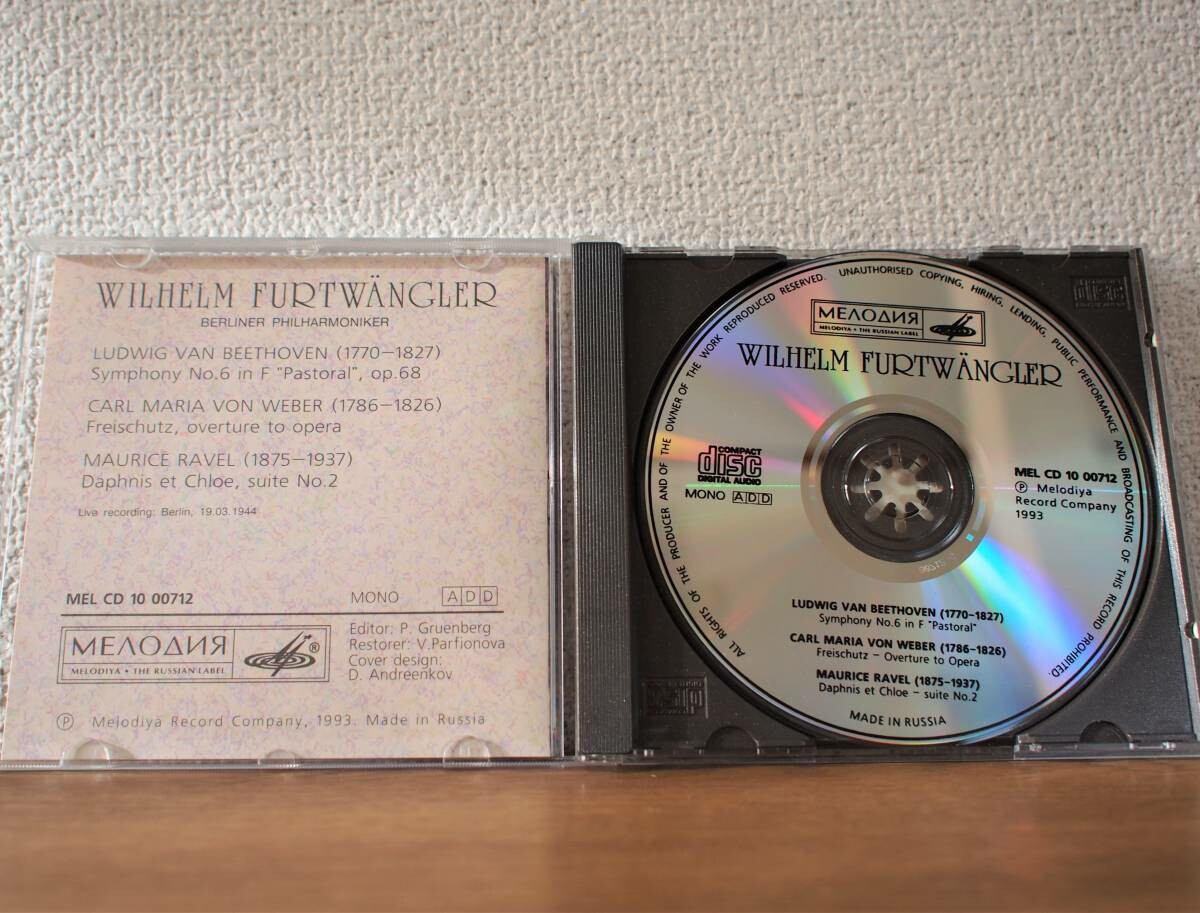 WILHELM FURTWÄNGLER
BERLINER PHILHARMONIKER
LUDWIG VAN BEETHOVEN (1770–1827)
Symphony No.6 in F "Pastoral", op.68
CARL MARIA VON WEBER (1786–1826)
Freischutz, overture to opera
MAURICE RAVEL (1875–1937)
Daphnis et Chloe, suite No.2
Live recording: Berlin, 19.03.1944
MEL CD 10 00712 MONO ADD
МЕЛОДИЯ
MELODIYA • THE RUSSIAN LABEL
®
Editor: P. Gruenberg
Restorer: V.Parfionova
Cover design:
D. Andreenkov
Ⓟ Melodiya Record Company, 1993. Made in Russia
ALL RIGHTS OF THE PRODUCER AND OF THE OWNER OF THE WORK REPRODUCED RESERVED. UNAUTHORISED COPYING, HIRING, LENDING, PUBLIC PERFORMANCE AND BROADCASTING OF THIS RECORD PROHIBITED.
МЕЛОДИЯ
MELODIYA • THE RUSSIAN LABEL
WILHELM FURTWÄNGLER
COMPACT
disc
DIGITAL AUDIO
MONO ADD
MEL CD 10 00712
Ⓟ Melodiya
Record Company
1993
LUDWIG VAN BEETHOVEN (1770–1827)
Symphony No.6 in F "Pastoral"
CARL MARIA VON WEBER (1786–1826)
Freischutz – Overture to Opera
MAURICE RAVEL (1875–1937)
Daphnis et Chloe – suite No.2
MADE IN RUSSIA
disc